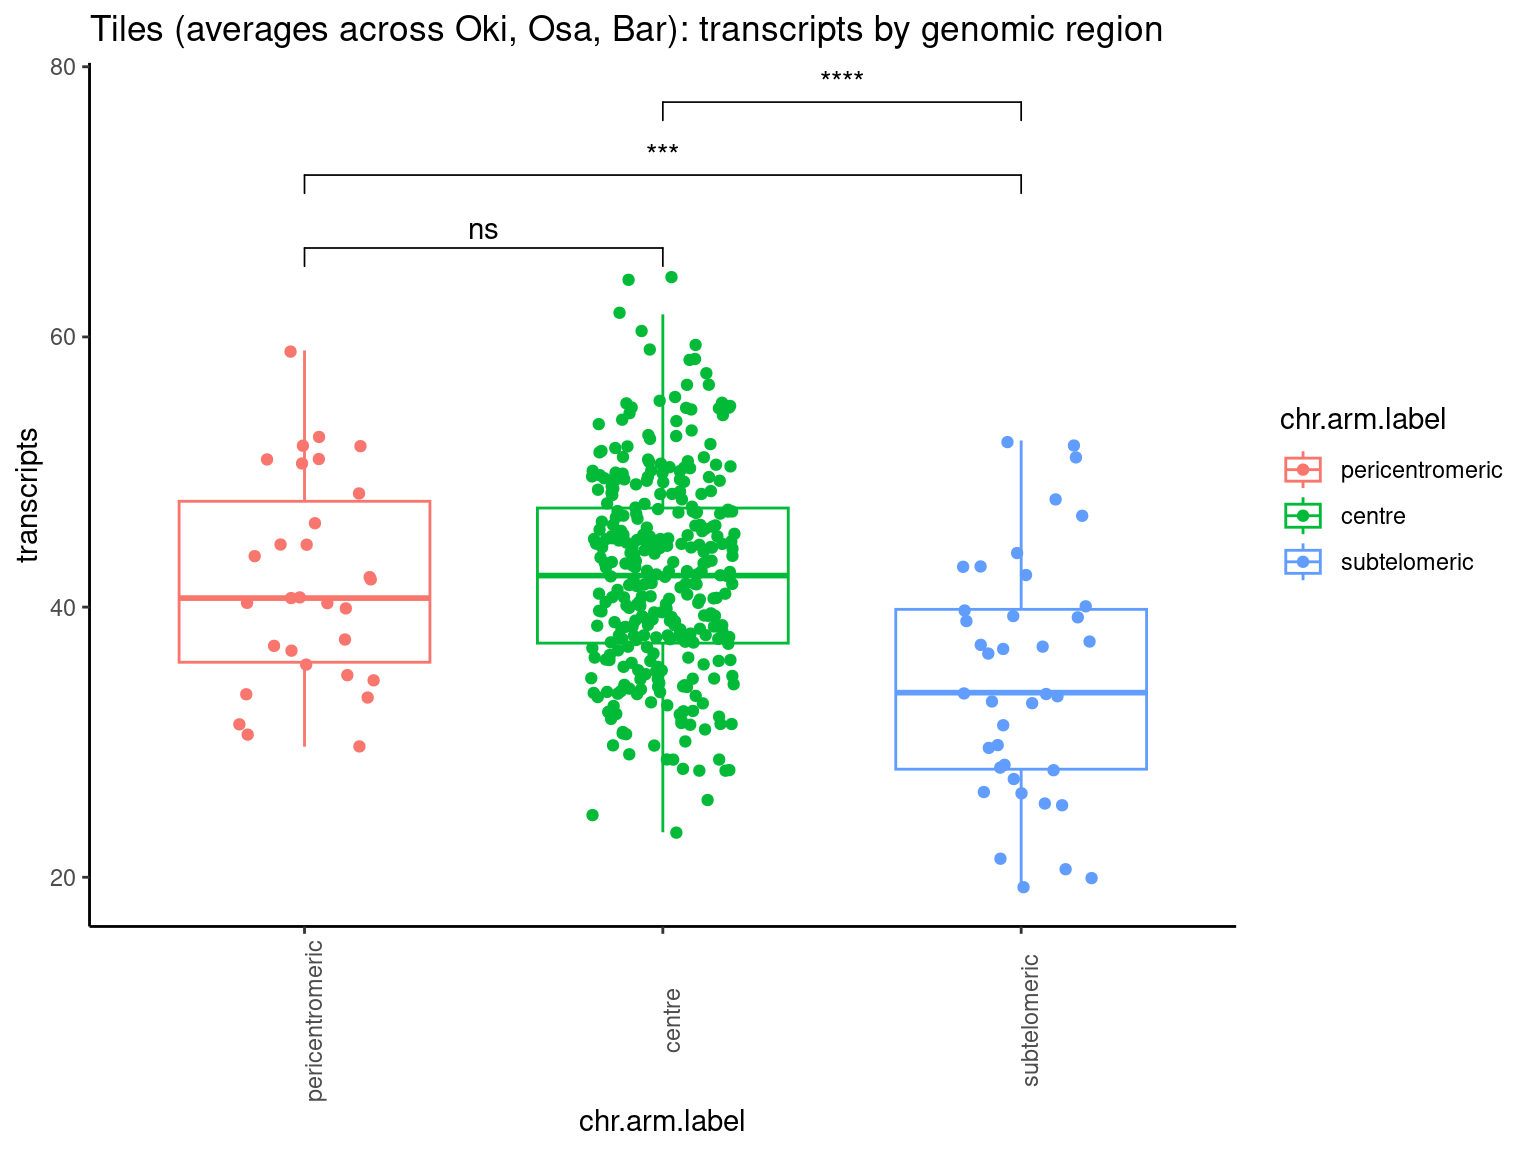 Tiles (averages across Oki, Osa, Bar): transcripts by genomic region
80
60
40
20
transcripts
****
***
ns
pericentromeric
centre
subtelomeric
chr.arm.label
chr.arm.label
pericentromeric
centre
subtelomeric